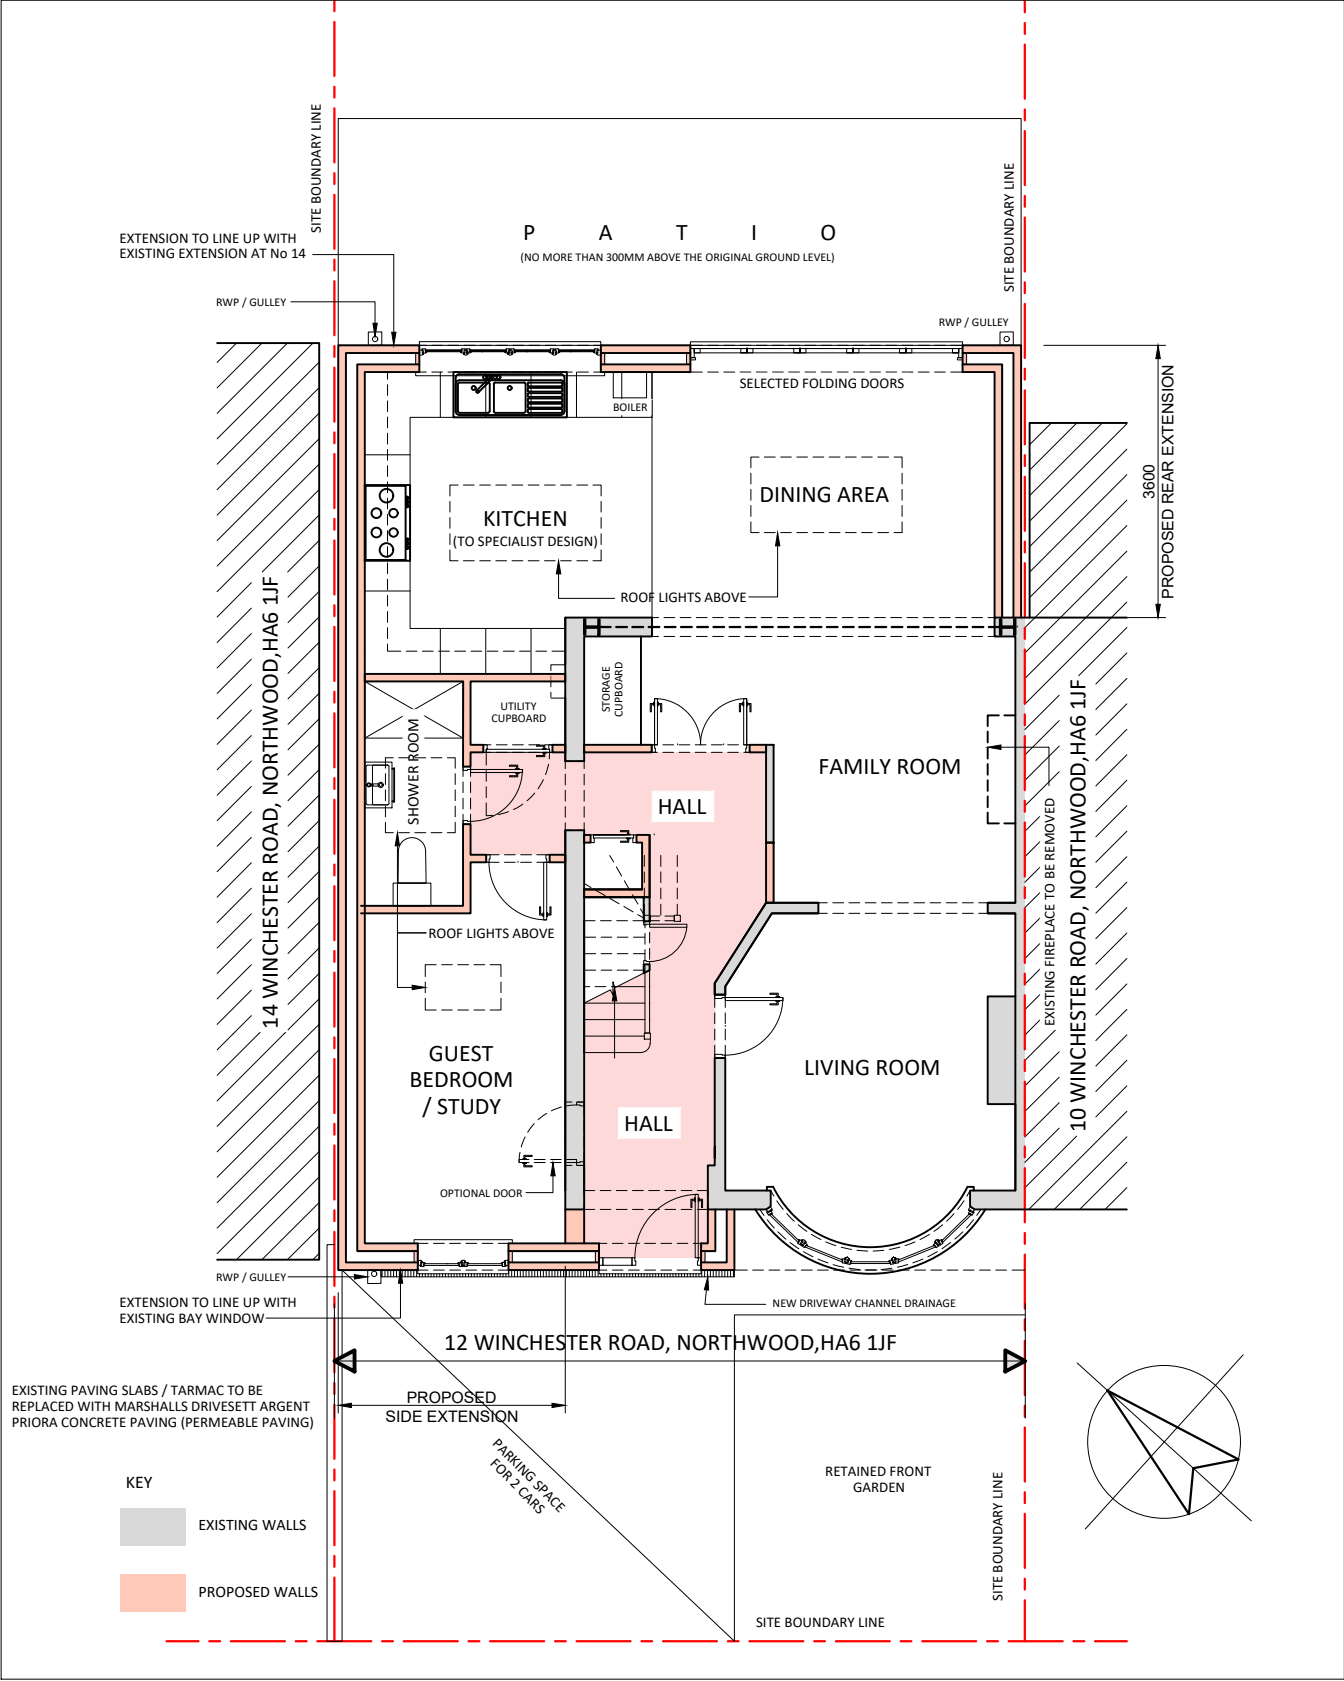 SITE BOUNDARY LINE
SITE BOUNDARY LINE
P A T I O
(NO MORE THAN 300MM ABOVE THE ORIGINAL GROUND LEVEL)
EXTENSION TO LINE UP WITH
EXISTING EXTENSION AT No 14
RWP / GULLEY
RWP / GULLEY
SELECTED FOLDING DOORS
BOILER
3600
PROPOSED REAR EXTENSION
DINING AREA
KITCHEN
(TO SPECIALIST DESIGN)
ROOF LIGHTS ABOVE
14 WINCHESTER ROAD, NORTHWOOD,HA6 1JF
STORAGE
CUPBOARD
UTILITY
CUPBOARD
SHOWER ROOM
FAMILY ROOM
HALL
EXISTING FIREPLACE TO BE REMOVED
10 WINCHESTER ROAD, NORTHWOOD,HA6 1JF
ROOF LIGHTS ABOVE
GUEST
BEDROOM
/ STUDY
LIVING ROOM
HALL
OPTIONAL DOOR
RWP / GULLEY
EXTENSION TO LINE UP WITH
EXISTING BAY WINDOW
NEW DRIVEWAY CHANNEL DRAINAGE
12 WINCHESTER ROAD, NORTHWOOD,HA6 1JF
EXISTING PAVING SLABS / TARMAC TO BE
REPLACED WITH MARSHALLS DRIVESETT ARGENT
PRIORA CONCRETE PAVING (PERMEABLE PAVING)
PROPOSED
SIDE EXTENSION
PARKING SPACE
FOR 2 CARS
RETAINED FRONT
GARDEN
SITE BOUNDARY LINE
KEY
EXISTING WALLS
PROPOSED WALLS
SITE BOUNDARY LINE